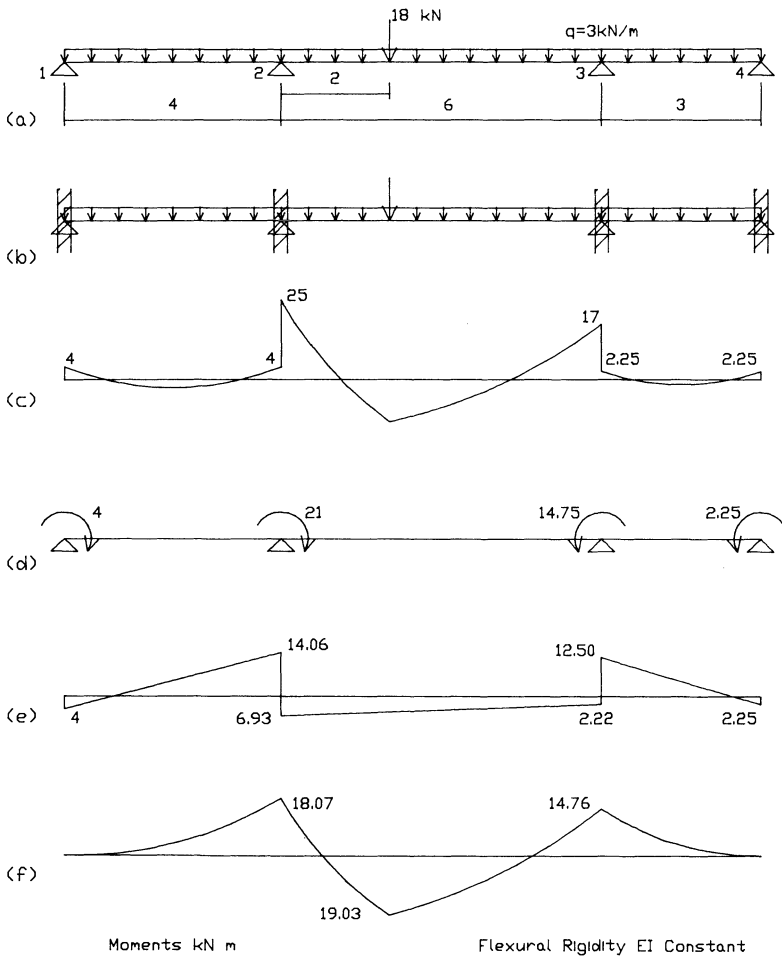 18 kN
q=3kN/m
1 2 3 4
2
4 6 3
(a)
(b)
25
17
4 4 2.25 2.25
(c)
4 21 14.75 2.25
(d)
14.06 12.50
4 6.93 2.22 2.25
(e)
18.07 14.76
(f)
19.03
Moments kN m Flexural Rigidity EI Constant